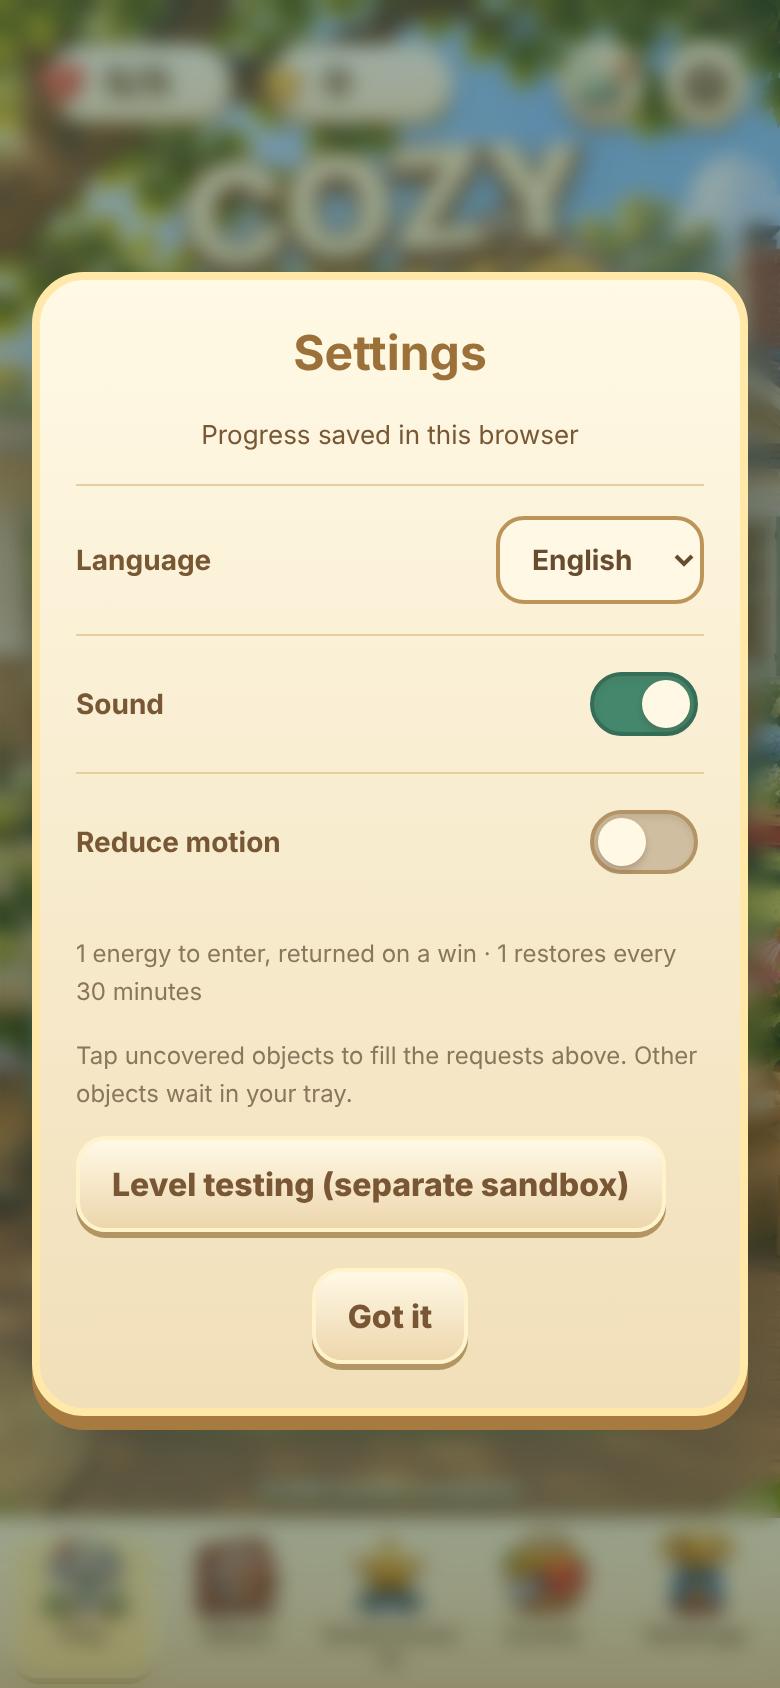 COZY
Settings
Progress saved in this browser
Language
English
Sound
Reduce motion
1 energy to enter, returned on a win · 1 restores every
30 minutes
Tap uncovered objects to fill the requests above. Other
objects wait in your tray.
Level testing (separate sandbox)
Got it